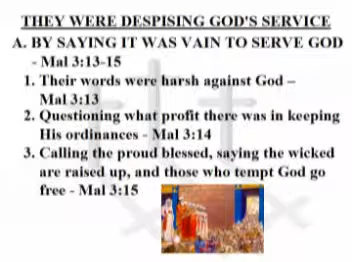 THEY WERE DESPISING GOD'S SERVICE
A. BY SAYING IT WAS VAIN TO SERVE GOD
- Mal 3:13-15
1. Their words were harsh against God –
Mal 3:13
2. Questioning what profit there was in keeping
His ordinances - Mal 3:14
3. Calling the proud blessed, saying the wicked
are raised up, and those who tempt God go
free - Mal 3:15